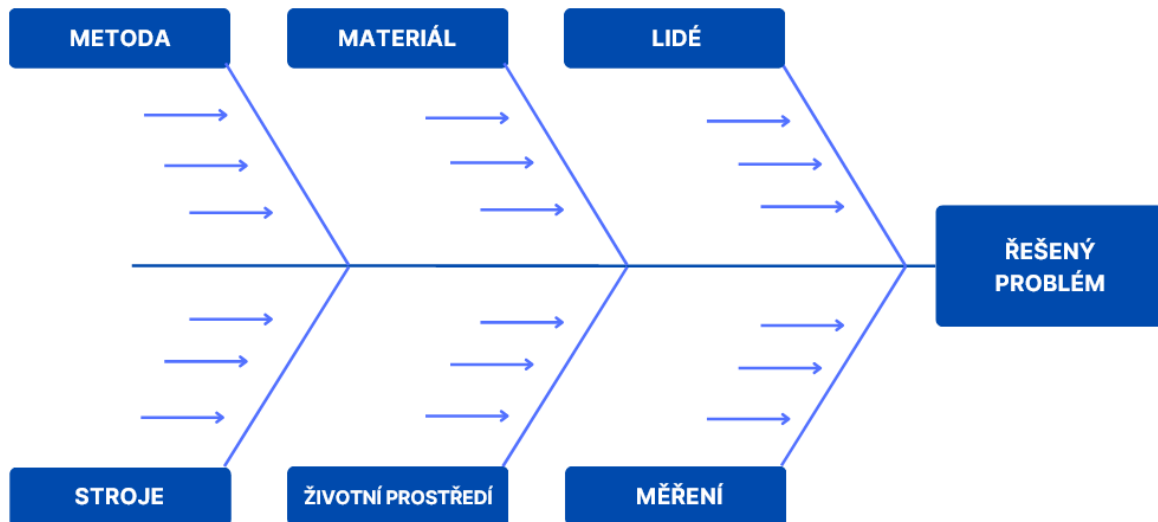 METODA
MATERIÁL
LIDÉ
ŘEŠENÝ
PROBLÉM
STROJE
ŽIVOTNÍ PROSTŘEDÍ
MĚŘENÍ